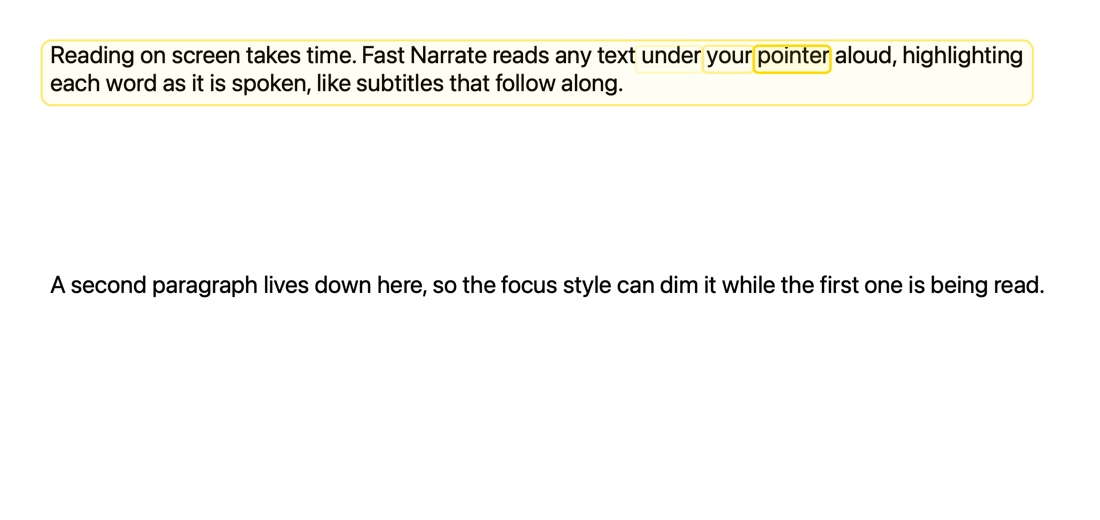 Reading on screen takes time. Fast Narrate reads any text under your pointer aloud, highlighting
each word as it is spoken, like subtitles that follow along.
A second paragraph lives down here, so the focus style can dim it while the first one is being read.